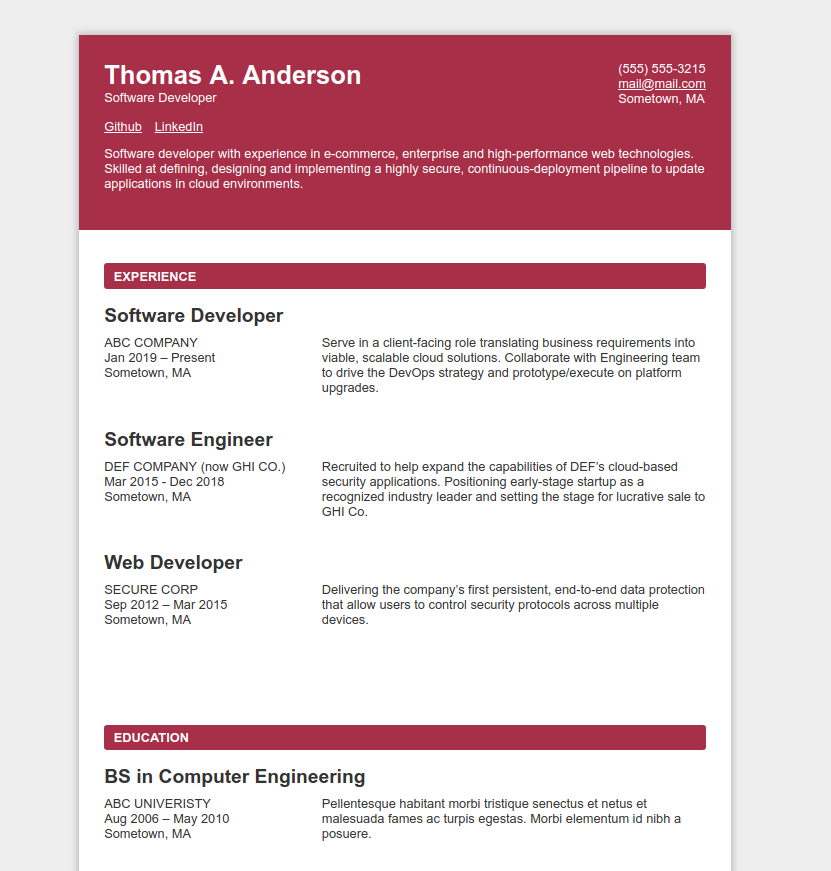 Thomas A. Anderson
Software Developer
(555) 555-3215
mail@mail.com
Sometown, MA
Github LinkedIn
Software developer with experience in e-commerce, enterprise and high-performance web technologies.
Skilled at defining, designing and implementing a highly secure, continuous-deployment pipeline to update
applications in cloud environments.
EXPERIENCE
Software Developer
ABC COMPANY
Jan 2019 – Present
Sometown, MA
Serve in a client-facing role translating business requirements into
viable, scalable cloud solutions. Collaborate with Engineering team
to drive the DevOps strategy and prototype/execute on platform
upgrades.
Software Engineer
DEF COMPANY (now GHI CO.)
Mar 2015 - Dec 2018
Sometown, MA
Recruited to help expand the capabilities of DEF’s cloud-based
security applications. Positioning early-stage startup as a
recognized industry leader and setting the stage for lucrative sale to
GHI Co.
Web Developer
SECURE CORP
Sep 2012 – Mar 2015
Sometown, MA
Delivering the company’s first persistent, end-to-end data protection
that allow users to control security protocols across multiple
devices.
EDUCATION
BS in Computer Engineering
ABC UNIVERISTY
Aug 2006 – May 2010
Sometown, MA
Pellentesque habitant morbi tristique senectus et netus et
malesuada fames ac turpis egestas. Morbi elementum id nibh a
posuere.